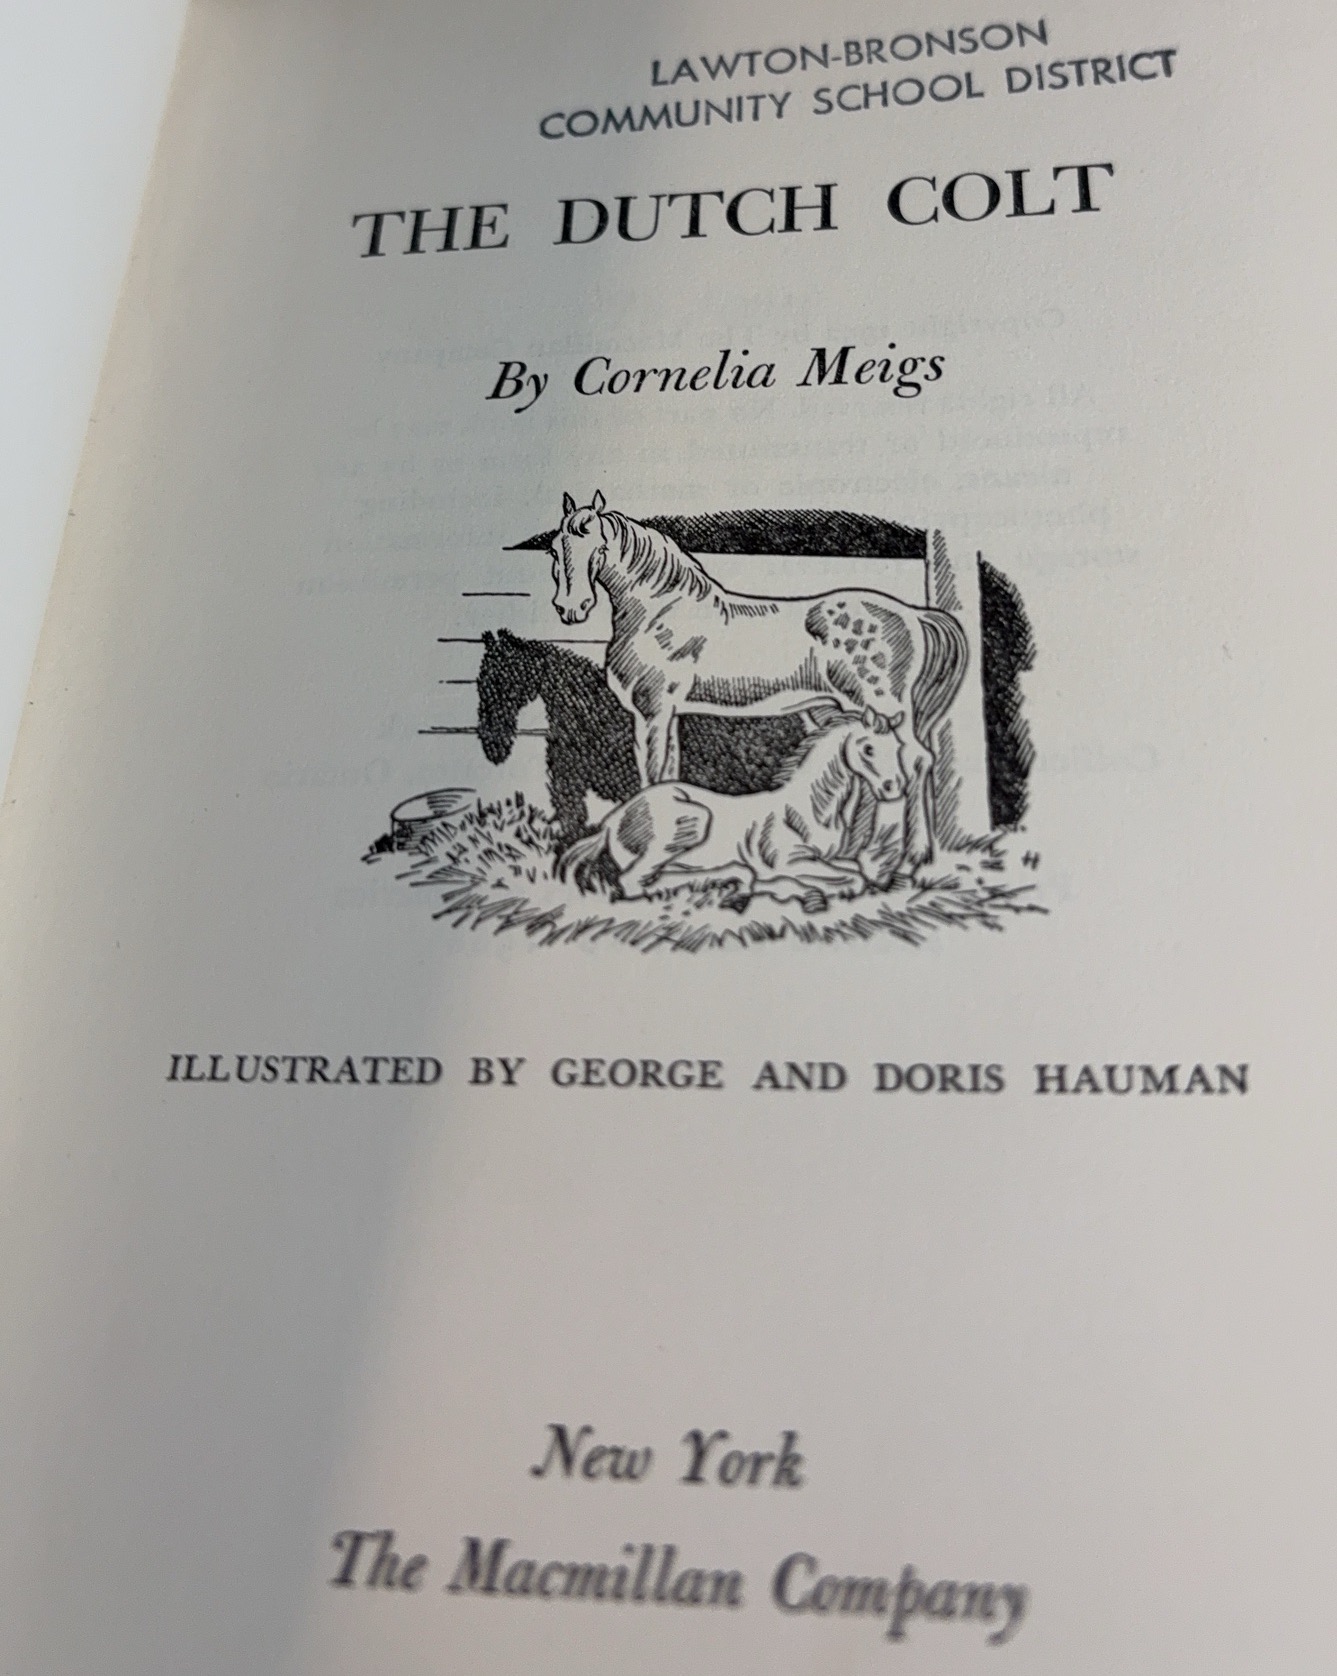 LAWTON-BRONSON
COMMUNITY SCHOOL DISTRICT
THE DUTCH COLT
By Cornelia Meigs
H
ILLUSTRATED BY GEORGE AND DORIS HAUMAN
New York
The Macmillan Company